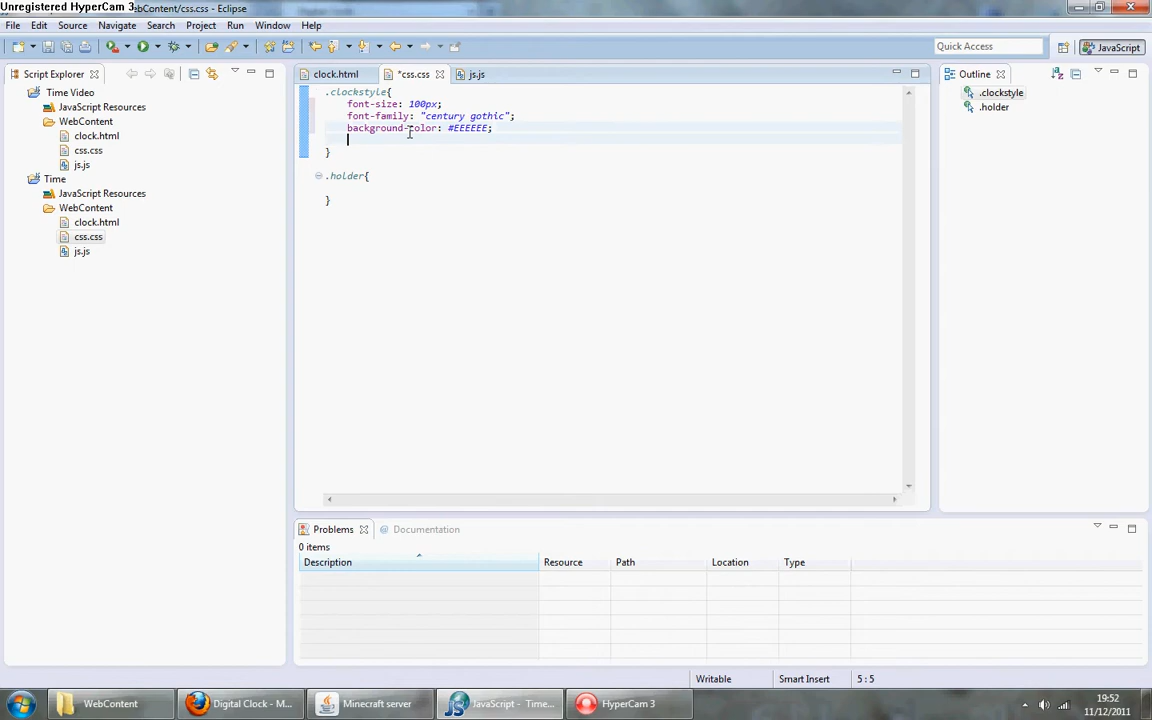 Unregistered HyperCam 3
bContent/css.css - Eclipse
File Edit Source Navigate Search Project Run Window Help
Quick Access
JavaScript
Script Explorer
clock.html
*css.css
js.js
Outline
Time Video
JavaScript Resources
WebContent
clock.html
css.css
js.js
Time
JavaScript Resources
WebContent
clock.html
css.css
js.js
.clockstyle{
font-size: 100px;
font-family: "century gothic";
background-color: #EEEEEE;
}
.holder{
}
.clockstyle
.holder
Problems
@ Documentation
0 items
Description Resource Path Location Type
Writable Smart Insert 5 : 5
WebContent
Digital Clock - M...
Minecraft server
JavaScript - Time...
HyperCam 3
19:52
11/12/2011